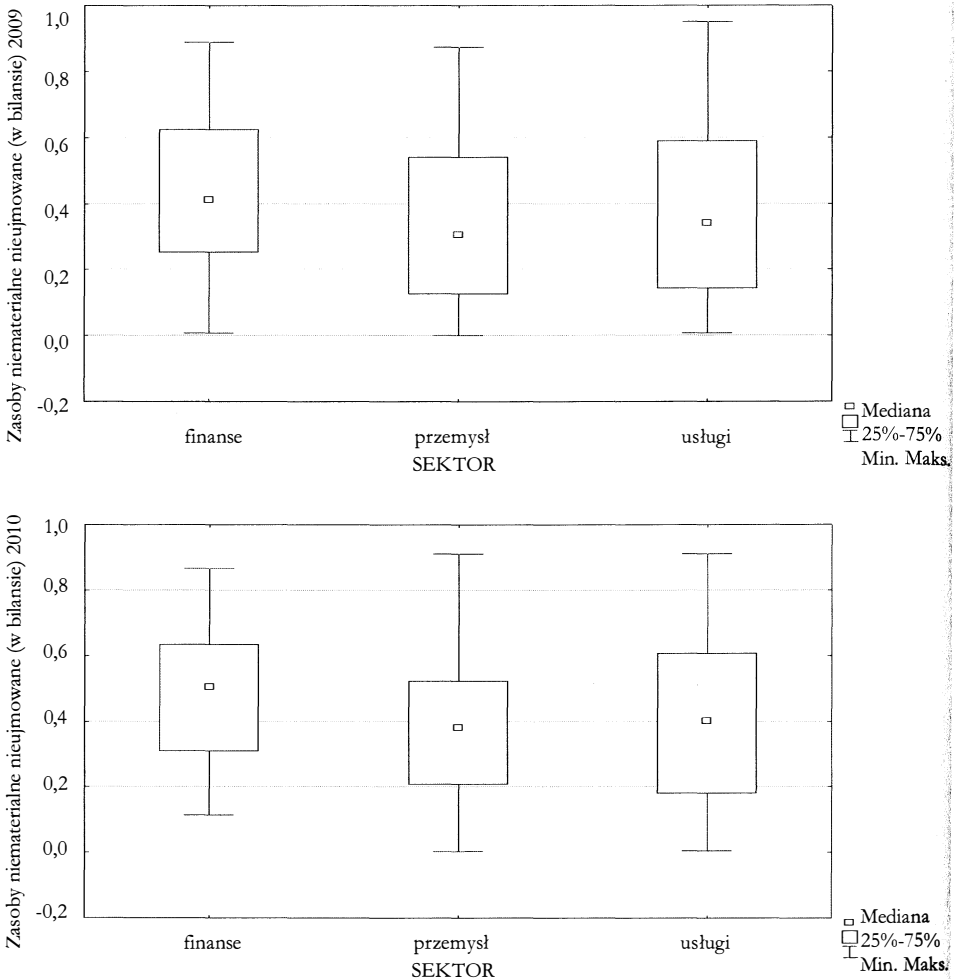 Zasoby niematerialne nieujmowane (w bilansie) 2009
1,0
0,8
0,6
0,4
0,2
0,0
-0,2
finanse
przemysł
usługi
SEKTOR
Mediana
25%-75%
Min. Maks.
Zasoby niematerialne nieujmowane (w bilansie) 2010
1,0
0,8
0,6
0,4
0,2
0,0
-0,2
finanse
przemysł
usługi
SEKTOR
Mediana
25%-75%
Min. Maks.